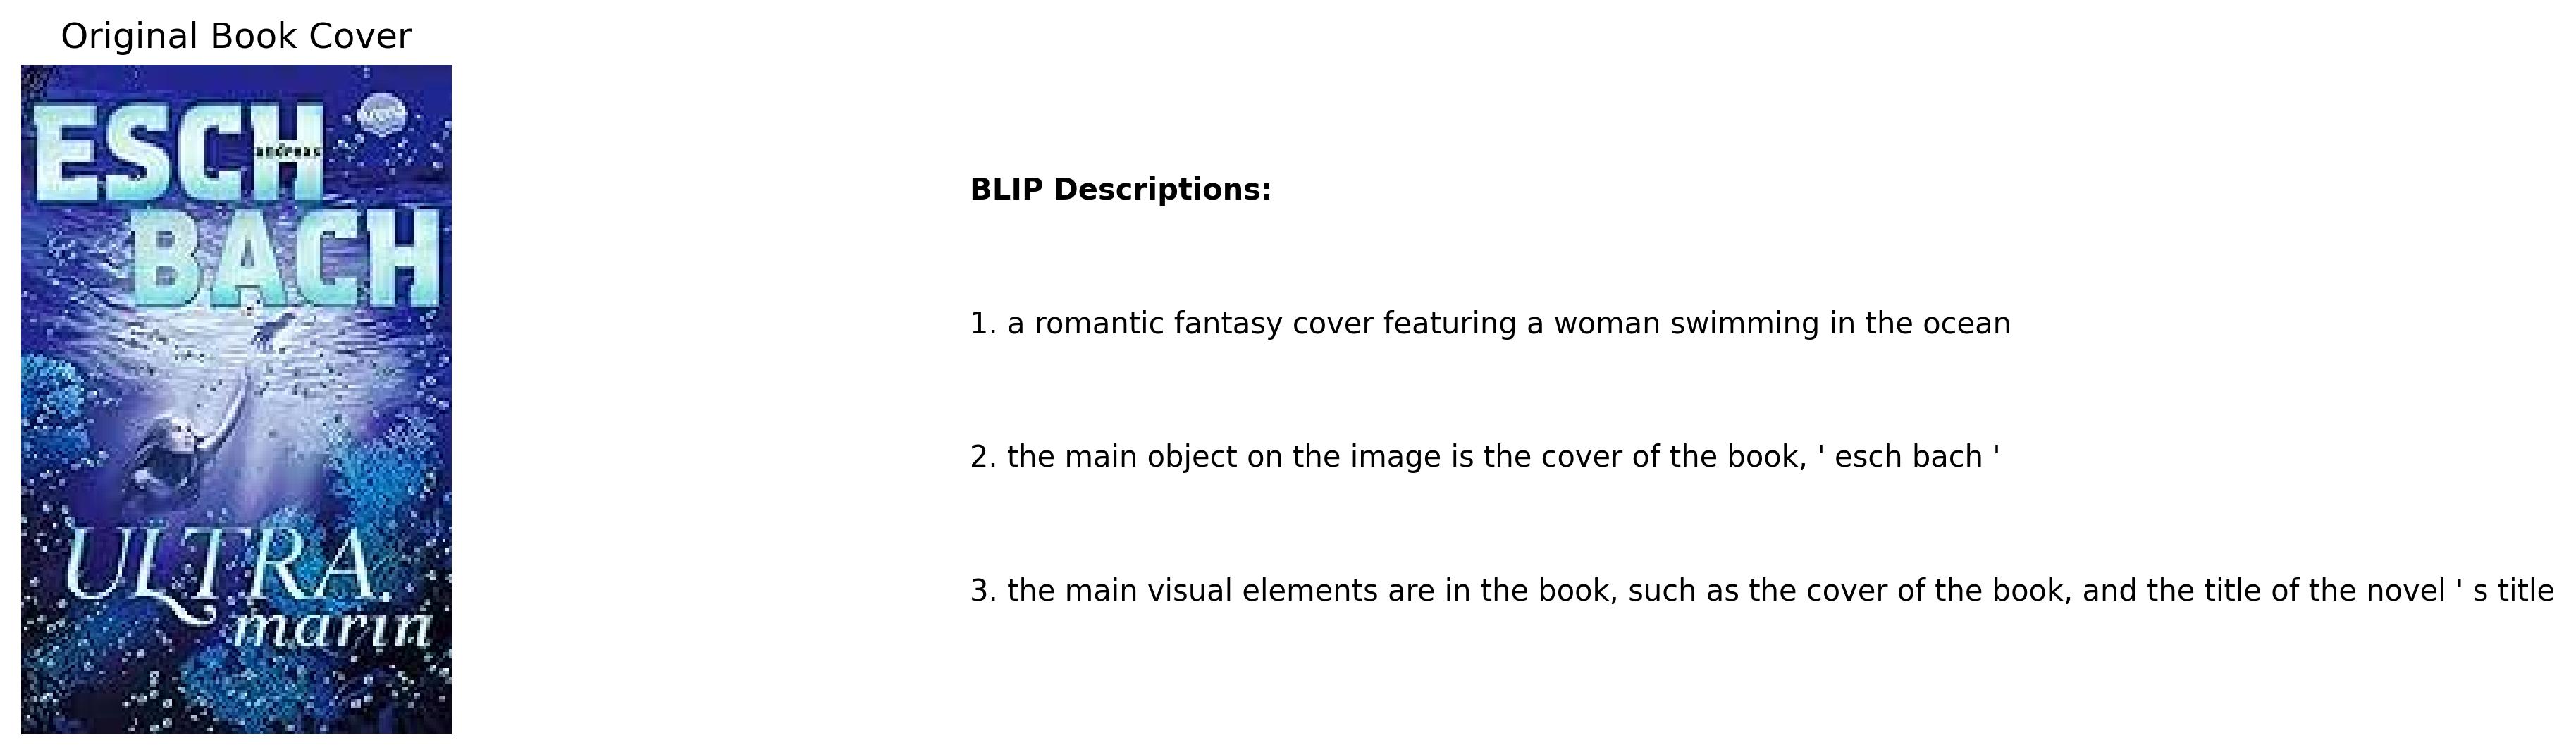 Original Book Cover
ESCH
andreas
BACH
ULTRA.
marin
BLIP Descriptions:
1. a romantic fantasy cover featuring a woman swimming in the ocean
2. the main object on the image is the cover of the book, ' esch bach '
3. the main visual elements are in the book, such as the cover of the book, and the title of the novel ' s title